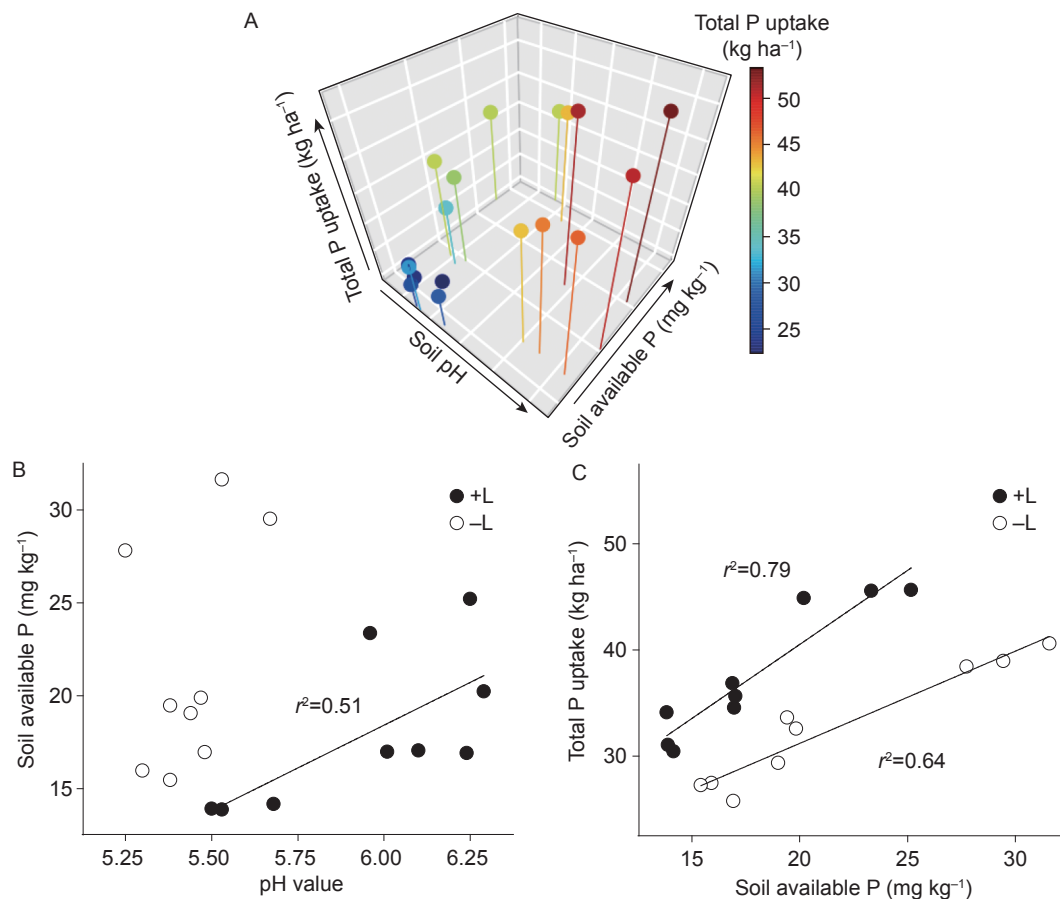 A
Total P uptake
(kg ha⁻¹)
50
45
40
35
30
25
Total P uptake (kg ha⁻¹)
Soil pH
Soil available P (mg kg⁻¹)
B
+L
–L
30
25
20
15
r²=0.51
5.25 5.50 5.75 6.00 6.25
pH value
Soil available P (mg kg⁻¹)
C
+L
–L
50
40
30
r²=0.79
r²=0.64
15 20 25 30
Soil available P (mg kg⁻¹)
Total P uptake (kg ha⁻¹)